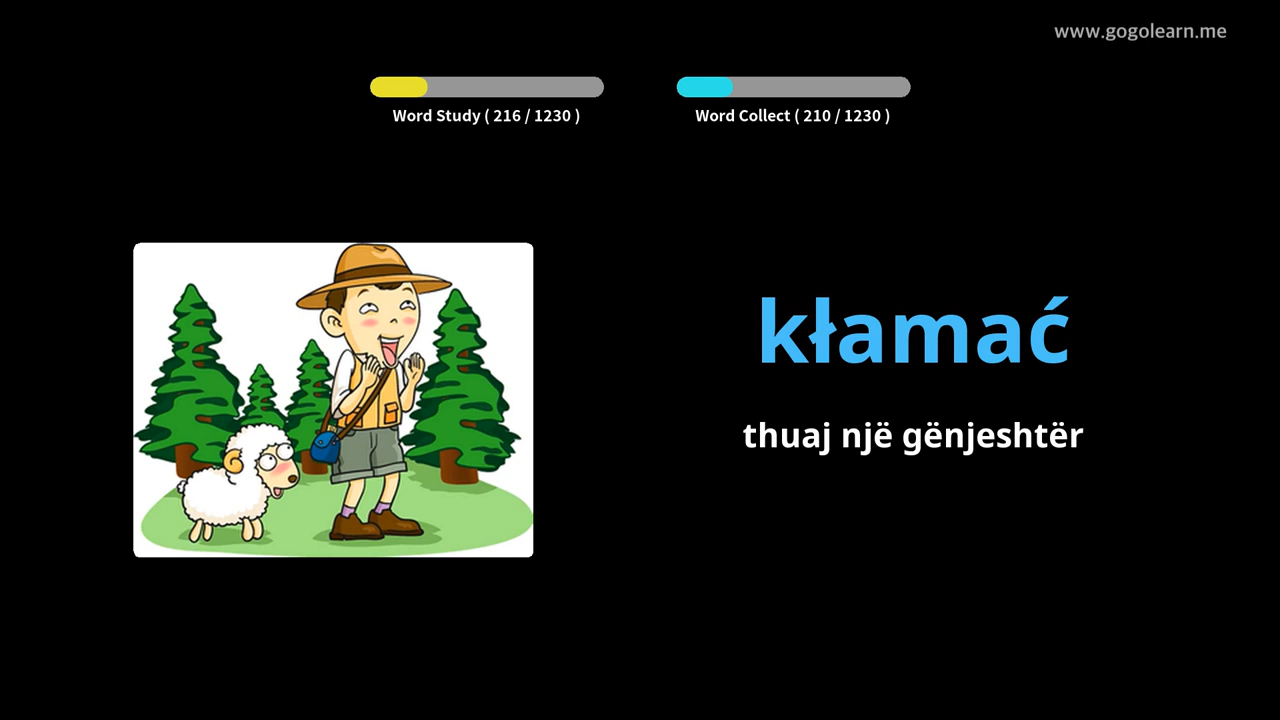 www.gogolearn.me
Word Study ( 216 / 1230 )
Word Collect ( 210 / 1230 )
kłamać
thuaj një gënjeshtër